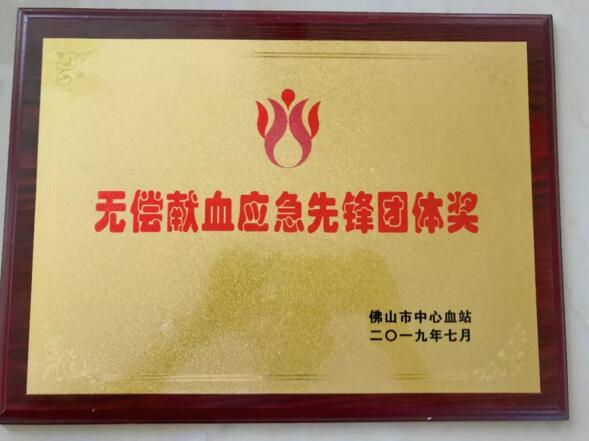 无偿献血应急先锋团体奖
佛山市中心血站
二〇一九年七月